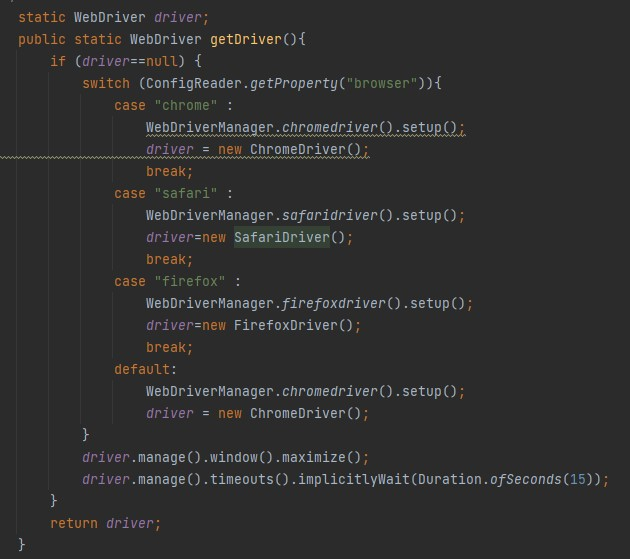 static WebDriver driver;
public static WebDriver getDriver(){
if (driver==null) {
switch (ConfigReader.getProperty("browser")){
case "chrome" :
WebDriverManager.chromedriver().setup();
driver = new ChromeDriver();
break;
case "safari" :
WebDriverManager.safaridriver().setup();
driver=new SafariDriver();
break;
case "firefox" :
WebDriverManager.firefoxdriver().setup();
driver=new FirefoxDriver();
break;
default:
WebDriverManager.chromedriver().setup();
driver = new ChromeDriver();
}
driver.manage().window().maximize();
driver.manage().timeouts().implicitlyWait(Duration.ofSeconds(15));
}
return driver;
}